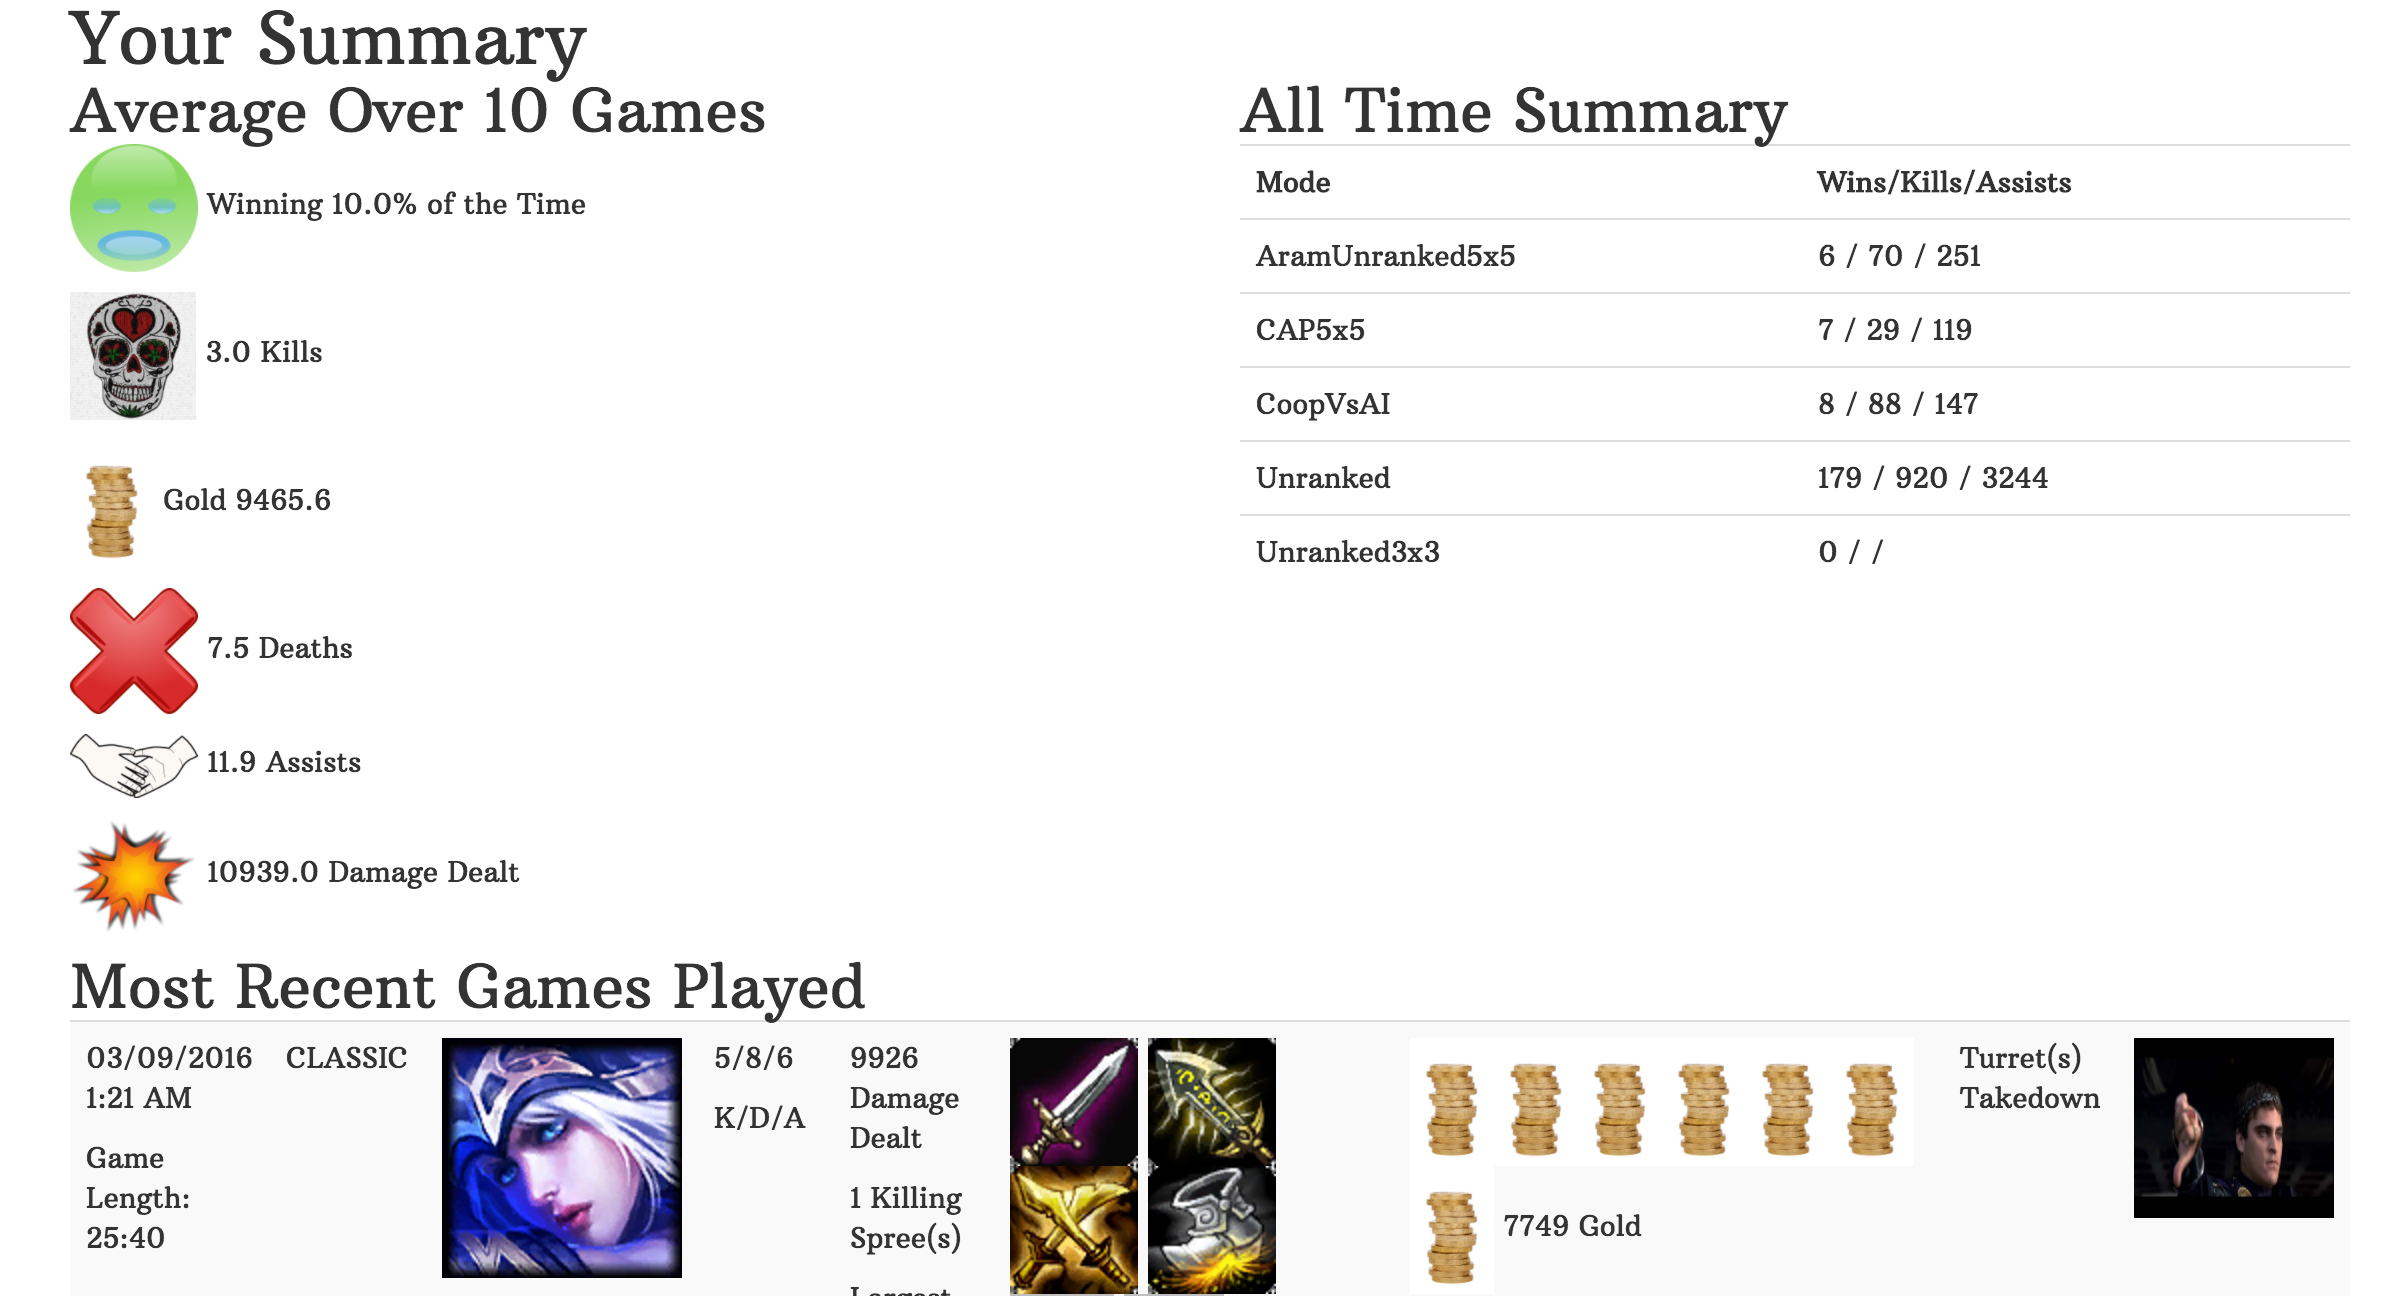 Your Summary
Average Over 10 Games
Winning 10.0% of the Time
3.0 Kills
Gold 9465.6
7.5 Deaths
11.9 Assists
10939.0 Damage Dealt
All Time Summary
Mode Wins/Kills/Assists
AramUnranked5x5 6 / 70 / 251
CAP5x5 7 / 29 / 119
CoopVsAI 8 / 88 / 147
Unranked 179 / 920 / 3244
Unranked3x3 0 / /
Most Recent Games Played
03/09/2016
1:21 AM
Game
Length:
25:40
CLASSIC
5/8/6
K/D/A
9926
Damage
Dealt
1 Killing
Spree(s)
Largest
7749 Gold
Turret(s)
Takedown